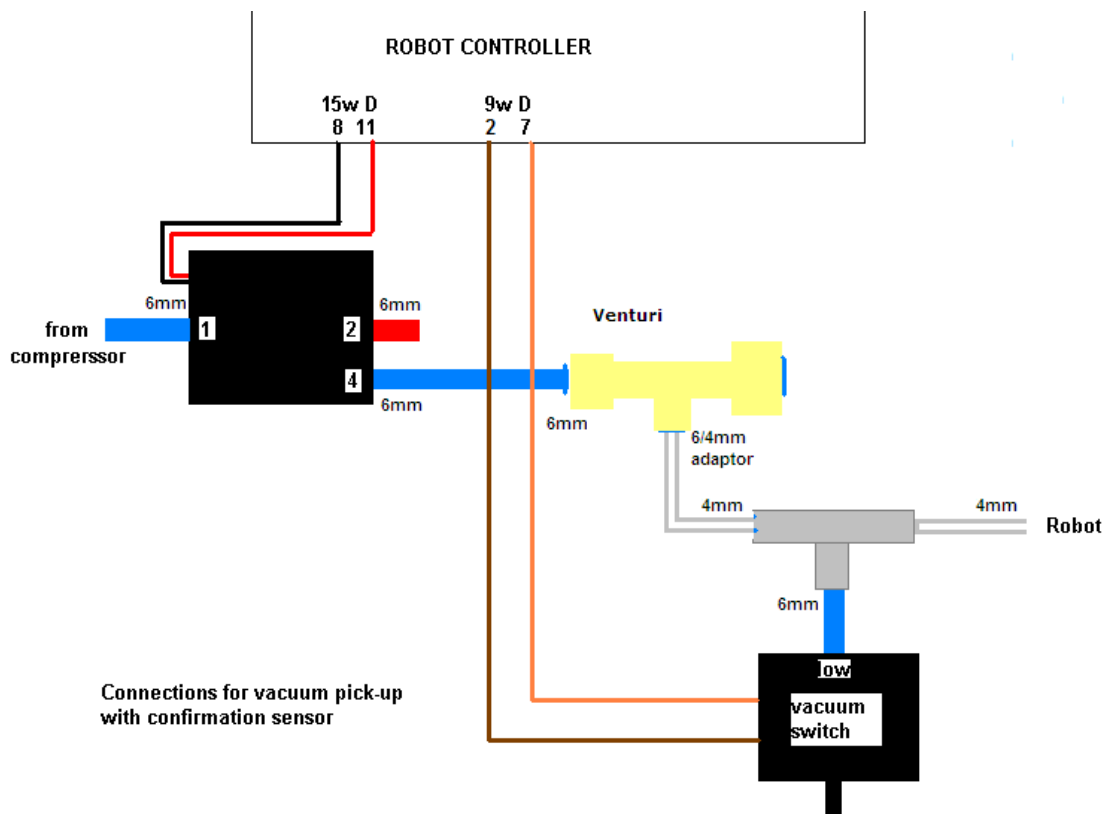 ROBOT CONTROLLER
15w D
8 11
9w D
2 7
6mm
from
comprerssor
1
6mm
2
4
6mm
Venturi
6mm
6/4mm
adaptor
4mm
4mm
Robot
6mm
low
vacuum
switch
Connections for vacuum pick-up
with confirmation sensor